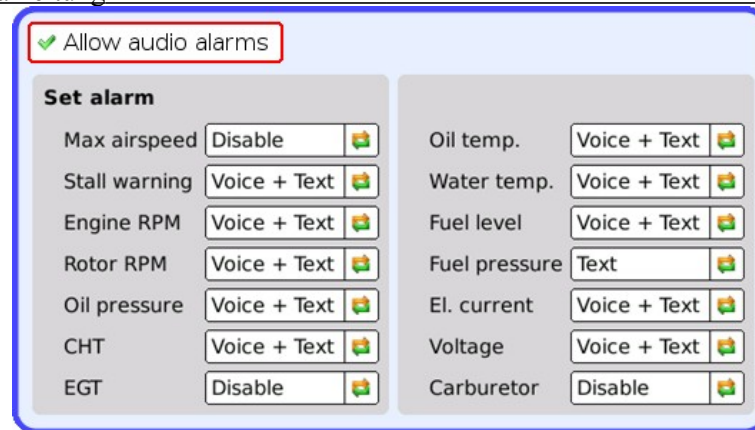 Allow audio alarms
Set alarm
Max airspeed Disable
Stall warning Voice + Text
Engine RPM Voice + Text
Rotor RPM Voice + Text
Oil pressure Voice + Text
CHT Voice + Text
EGT Disable
Oil temp. Voice + Text
Water temp. Voice + Text
Fuel level Voice + Text
Fuel pressure Text
El. current Voice + Text
Voltage Voice + Text
Carburetor Disable